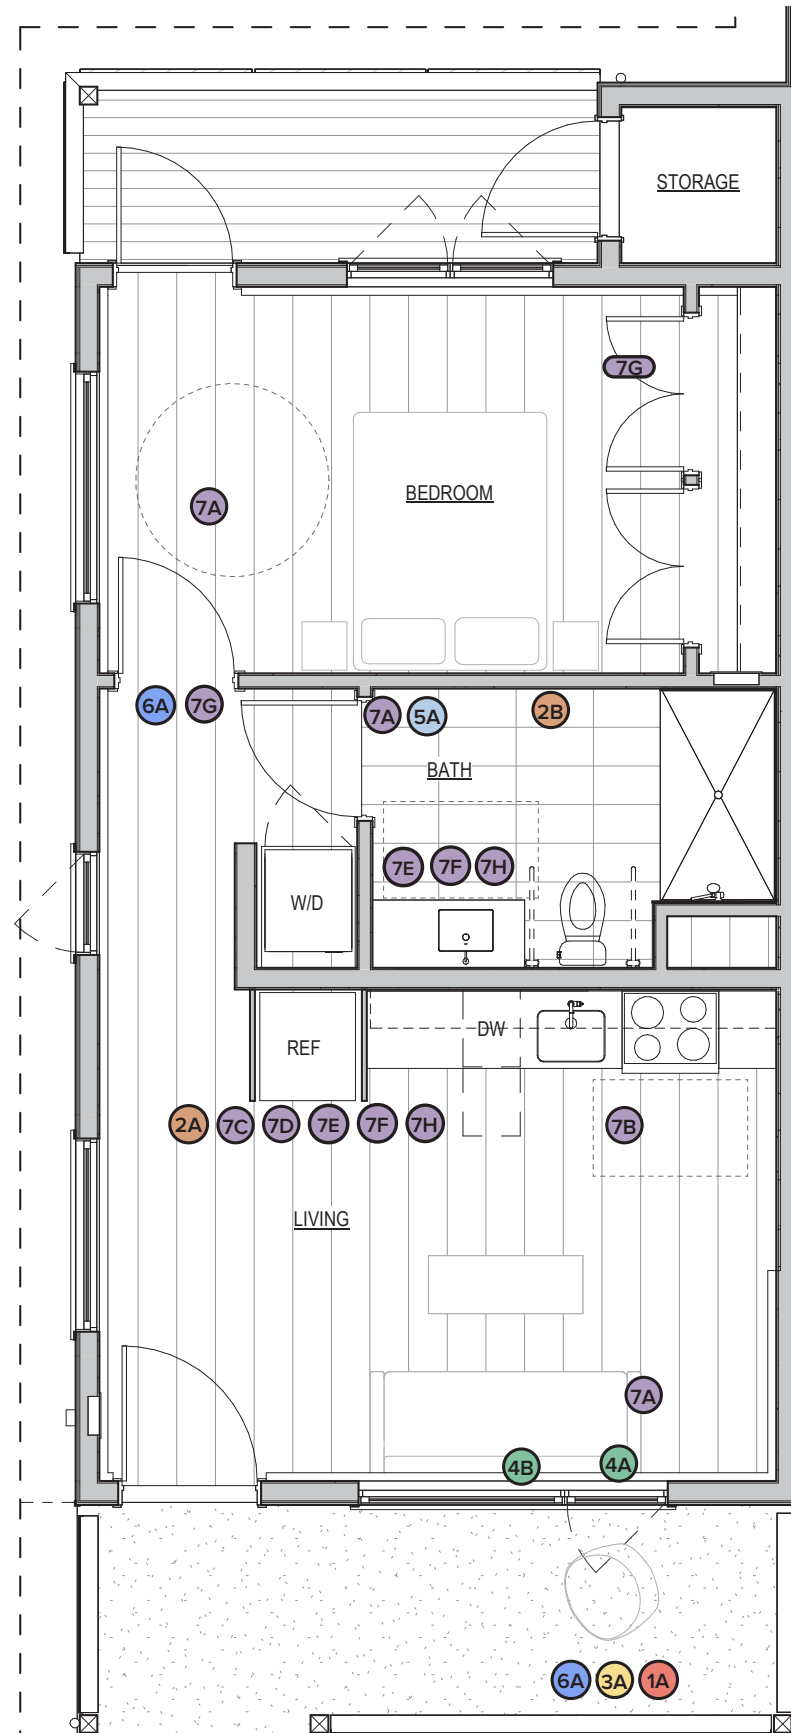 STORAGE
7G
BEDROOM
7A
6A 7G
7A 5A 2B
BATH
7E 7F 7H
W/D
REF
DW
2A 7C 7D 7E 7F 7H 7B
LIVING
7A
4B 4A
6A 3A 1A